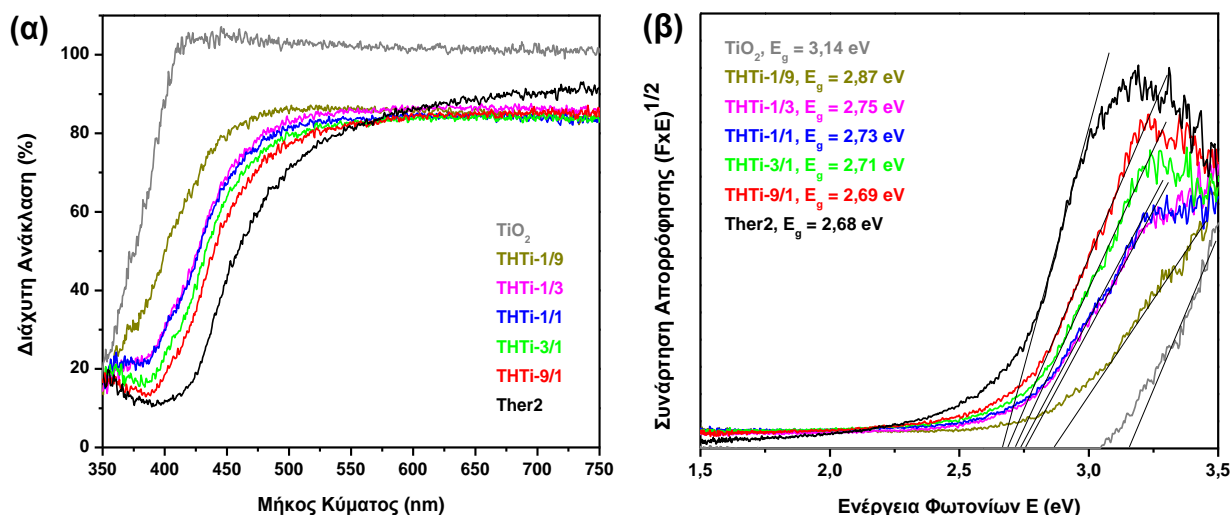 (α)
Διάχυτη Ανάκλαση (%)
100
80
60
40
20
0
TiO2
THTi-1/9
THTi-1/3
THTi-1/1
THTi-3/1
THTi-9/1
Ther2
350 400 450 500 550 600 650 700 750
Μήκος Κύματος (nm)
(β)
Συνάρτηση Απορρόφησης (FxE)1/2
TiO2, Eg = 3,14 eV
THTi-1/9, Eg = 2,87 eV
THTi-1/3, Eg = 2,75 eV
THTi-1/1, Eg = 2,73 eV
THTi-3/1, Eg = 2,71 eV
THTi-9/1, Eg = 2,69 eV
Ther2, Eg = 2,68 eV
1,5 2,0 2,5 3,0 3,5
Ενέργεια Φωτονίων Ε (eV)